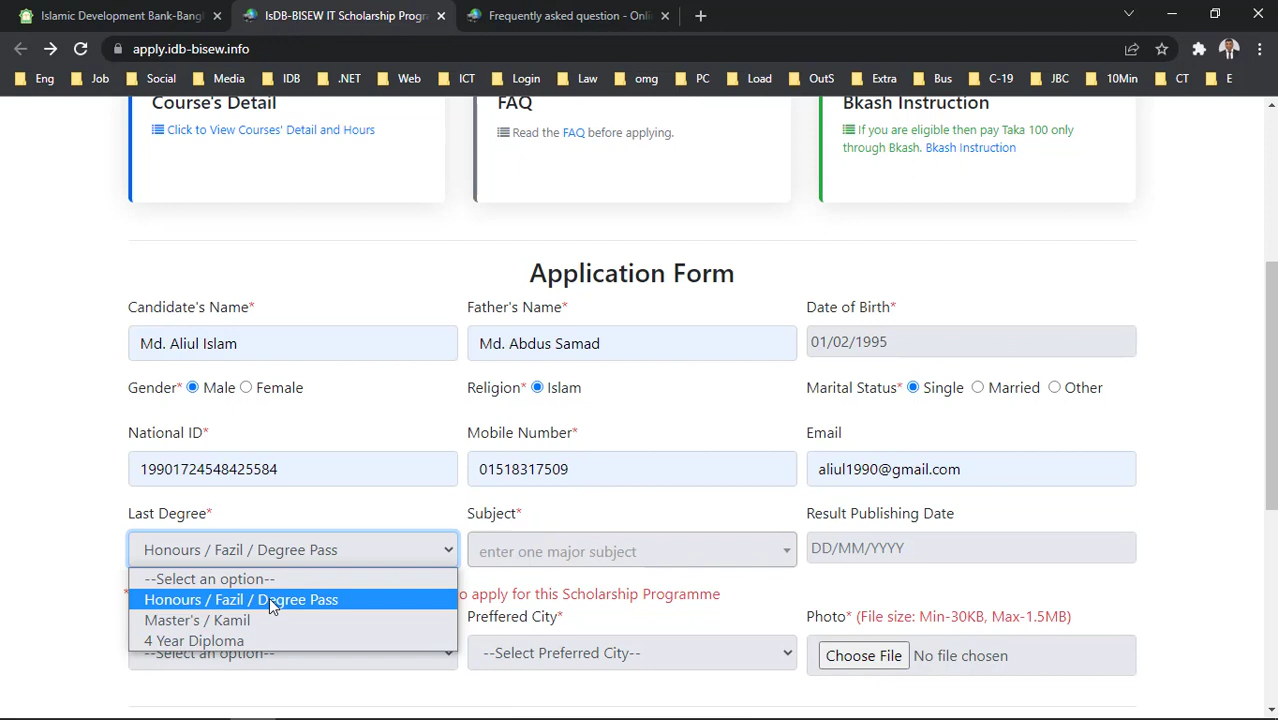 Islamic Development Bank-Bang
IsDB-BISEW IT Scholarship Progr
Frequently asked question - Onli
apply.idb-bisew.info
Eng
Job
Social
Media
IDB
.NET
Web
ICT
Login
Law
omg
PC
Load
OutS
Extra
Bus
C-19
JBC
10Min
CT
E
Course's Detail
Click to View Courses' Detail and Hours
FAQ
Read the FAQ before applying.
Bkash Instruction
If you are eligible then pay Taka 100 only
through Bkash. Bkash Instruction
Application Form
Candidate's Name*
Father's Name*
Date of Birth*
Md. Aliul Islam
Md. Abdus Samad
01/02/1995
Gender* Male Female
Religion* Islam
Marital Status* Single Married Other
National ID*
Mobile Number*
Email
19901724548425584
01518317509
aliul1990@gmail.com
Last Degree*
Subject*
Result Publishing Date
Honours / Fazil / Degree Pass
enter one major subject
DD/MM/YYYY
--Select an option--
Honours / Fazil / Degree Pass
Master's / Kamil
4 Year Diploma
to apply for this Scholarship Programme
Preffered City*
Photo* (File size: Min-30KB, Max-1.5MB)
--Select an option--
--Select Preferred City--
Choose File No file chosen